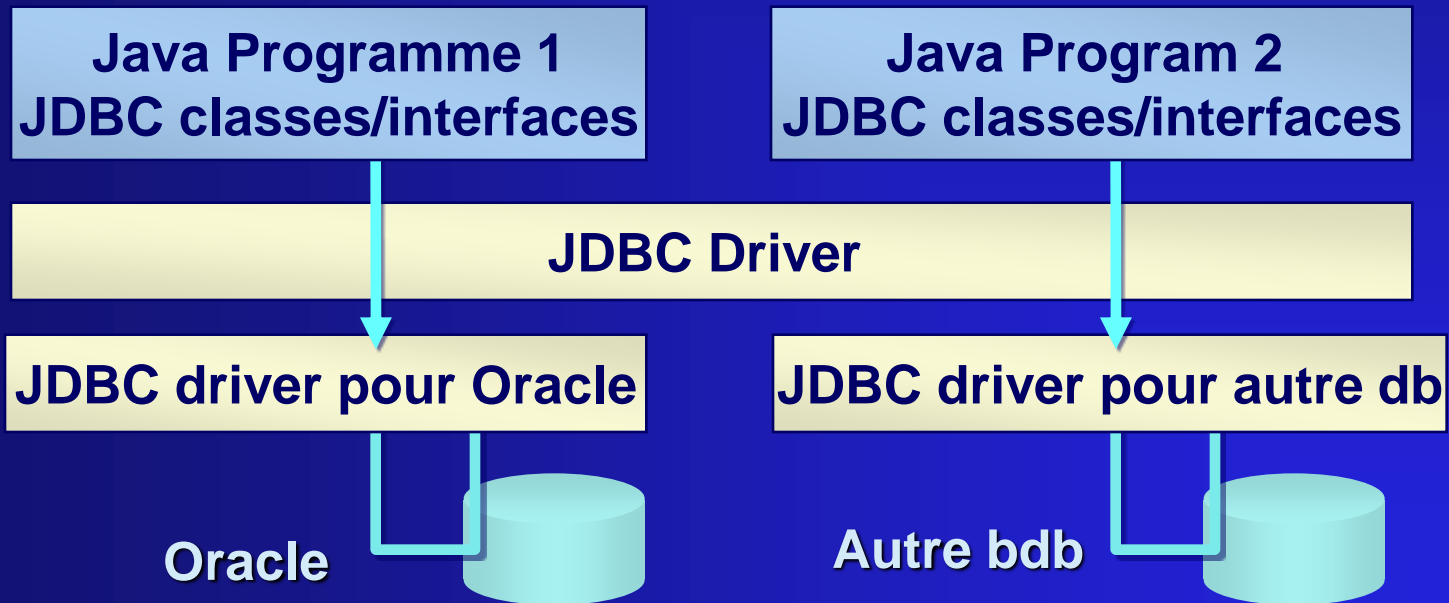 Java Programme 1
JDBC classes/interfaces
Java Program 2
JDBC classes/interfaces
JDBC Driver
JDBC driver pour Oracle
JDBC driver pour autre db
Oracle
Autre bdb